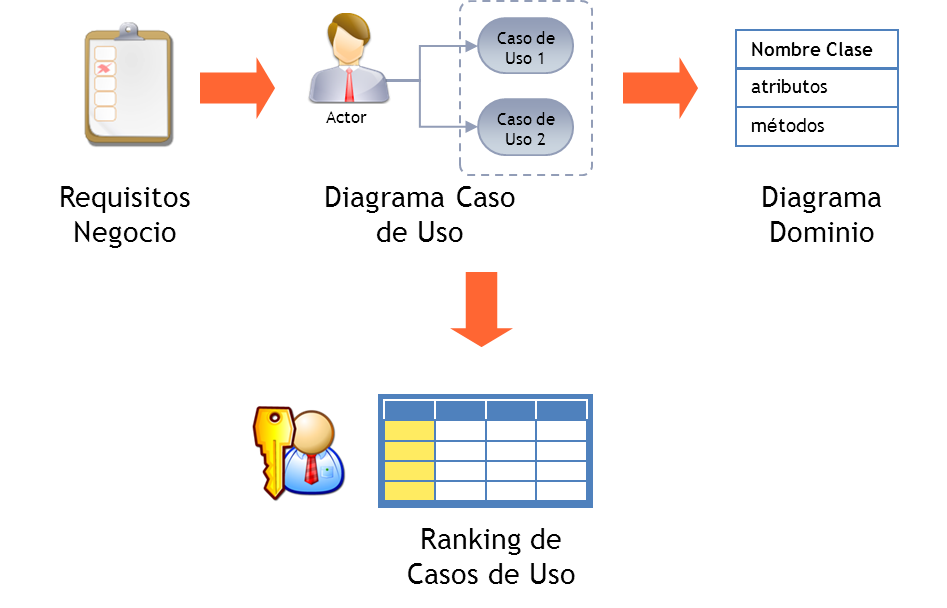 Caso de
Uso 1
Caso de
Uso 2
Actor
Nombre Clase
atributos
métodos
Requisitos
Negocio
Diagrama Caso
de Uso
Diagrama
Dominio
Ranking de
Casos de Uso